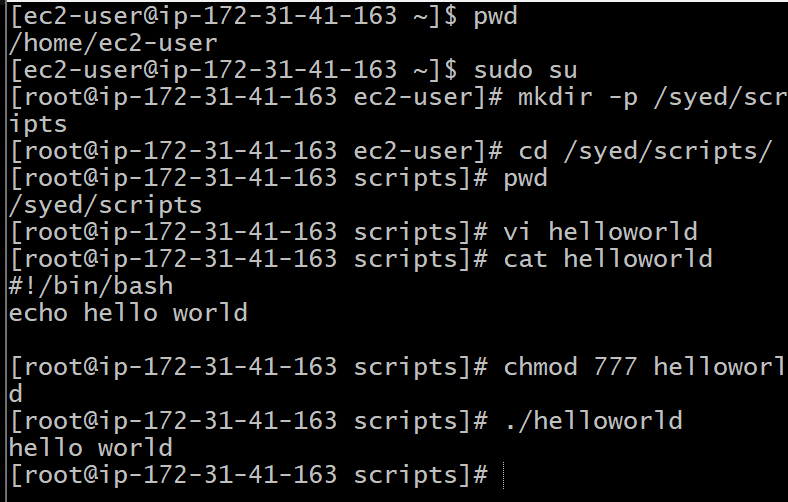 [ec2-user@ip-172-31-41-163 ~]$ pwd
/home/ec2-user
[ec2-user@ip-172-31-41-163 ~]$ sudo su
[root@ip-172-31-41-163 ec2-user]# mkdir -p /syed/scr
ipts
[root@ip-172-31-41-163 ec2-user]# cd /syed/scripts/
[root@ip-172-31-41-163 scripts]# pwd
/syed/scripts
[root@ip-172-31-41-163 scripts]# vi helloworld
[root@ip-172-31-41-163 scripts]# cat helloworld
#!/bin/bash
echo hello world

[root@ip-172-31-41-163 scripts]# chmod 777 helloworl
d
[root@ip-172-31-41-163 scripts]# ./helloworld
hello world
[root@ip-172-31-41-163 scripts]#